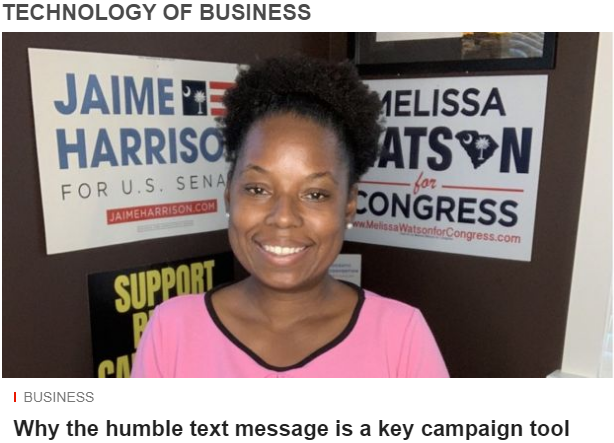 TECHNOLOGY OF BUSINESS
JAIME
HARRISO
FOR U.S. SENA
JAIMEHARRISON.COM
MELISSA
WATSON
for
CONGRESS
www.MelissaWatsonforCongress.com
SUPPORT
BUSINESS
Why the humble text message is a key campaign tool